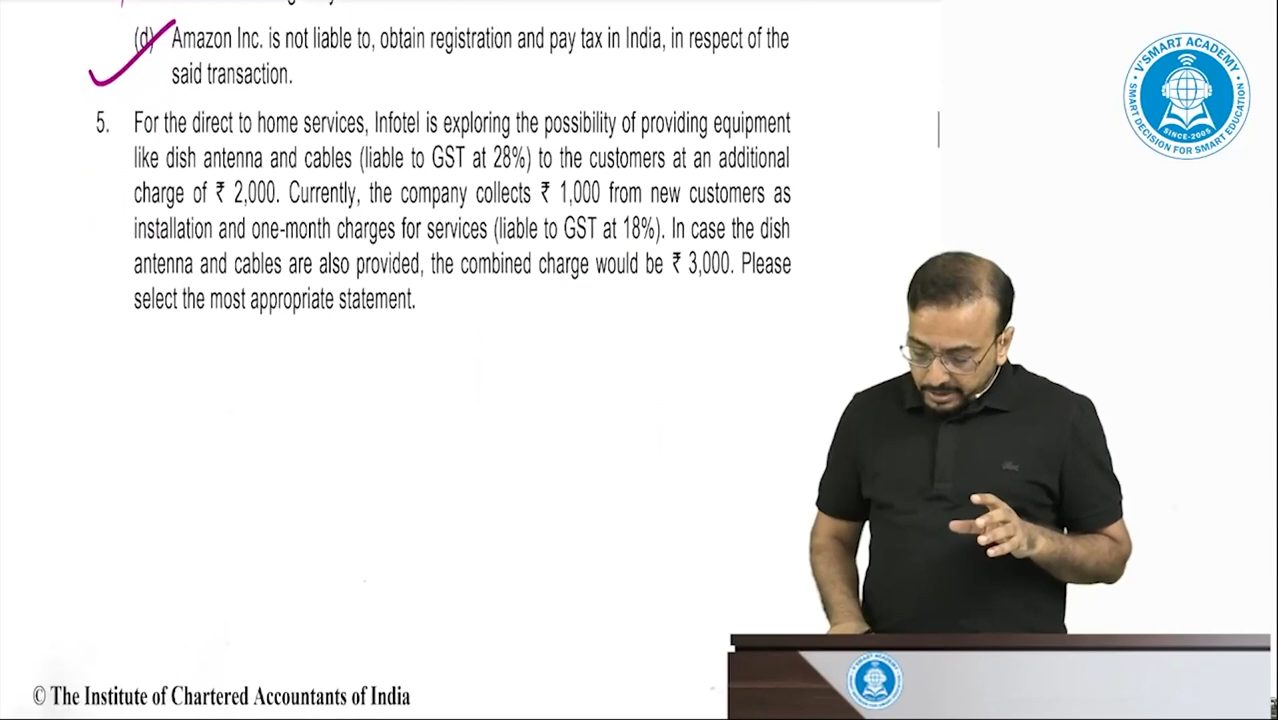 (d) Amazon Inc. is not liable to, obtain registration and pay tax in India, in respect of the
said transaction.
5. For the direct to home services, Infotel is exploring the possibility of providing equipment
like dish antenna and cables (liable to GST at 28%) to the customers at an additional
charge of ₹ 2,000. Currently, the company collects ₹ 1,000 from new customers as
installation and one-month charges for services (liable to GST at 18%). In case the dish
antenna and cables are also provided, the combined charge would be ₹ 3,000. Please
select the most appropriate statement.
V'SMART ACADEMY
SMART DECISION FOR SMART EDUCATION
SINCE-2005
© The Institute of Chartered Accountants of India